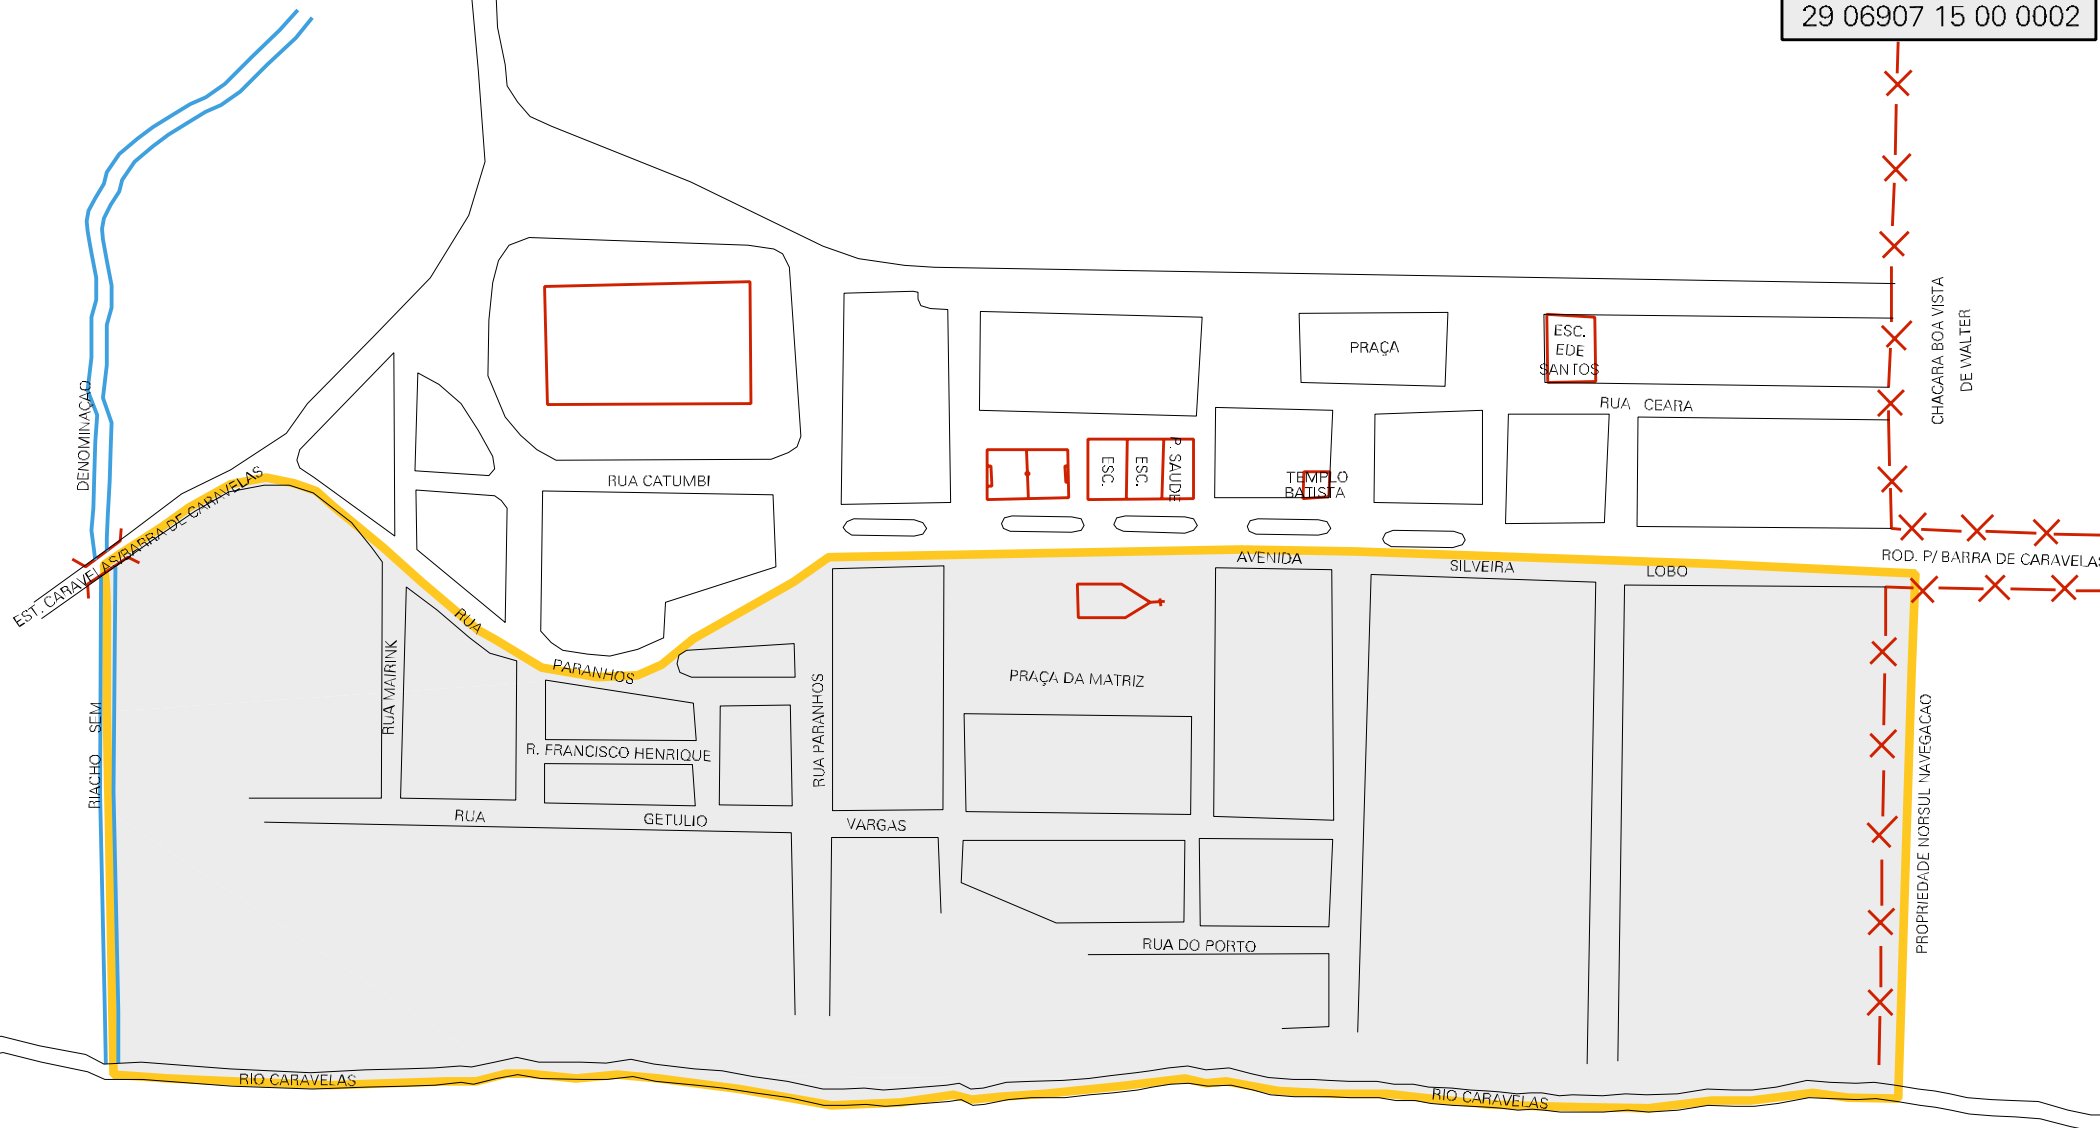 29 06907 15 00 0002
CHACARA BOA VISTA
DE WALTER
PRAÇA
ESC.
EDE
SANTOS
RUA CEARA
DENOMINAÇAO
RUA CATUMBI
ESC.
ESC.
P. SAUDE
TEMPLO
BATISTA
EST. CARAVELAS/BARRA DE CARAVELAS
ROD. P/ BARRA DE CARAVELAS
AVENIDA SILVEIRA LOBO
RUA PARANHOS
RUA MAIRINK
PRAÇA DA MATRIZ
RUA PARANHOS
RIACHO SEM
R. FRANCISCO HENRIQUE
PROPRIEDADE NORSUL NAVEGACAO
RUA GETULIO VARGAS
RUA DO PORTO
RIO CARAVELAS
RIO CARAVELAS